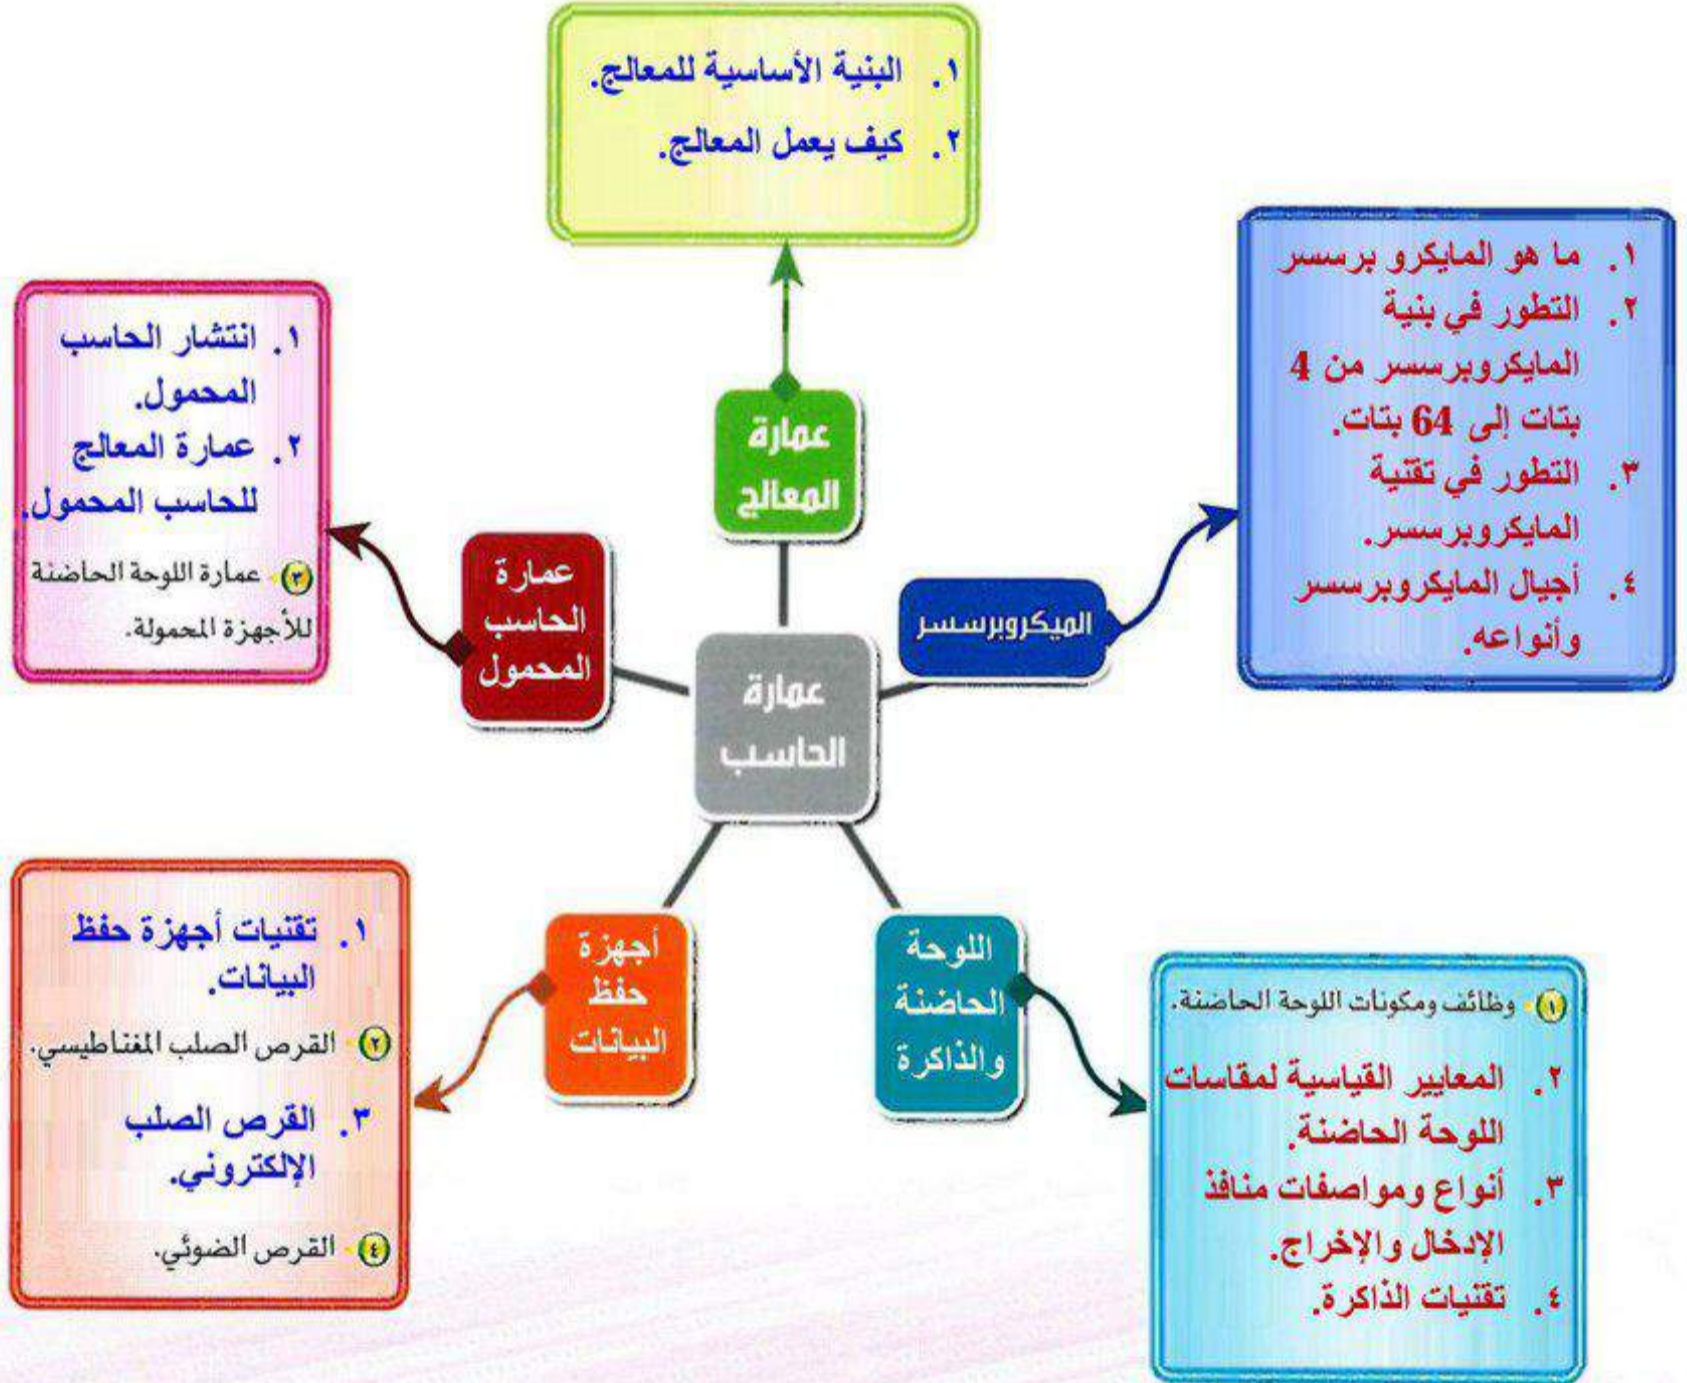 ١. البنية الأساسية للمعالج.
٢. كيف يعمل المعالج.
١. ما هو المايكرو برسسر
٢. التطور في بنية
المايكروبرسسر من 4
بتات إلى 64 بتات.
٣. التطور في تقنية
المايكروبرسسر.
٤. أجيال المايكروبرسسر
وأنواعه.
١. انتشار الحاسب
المحمول.
٢. عمارة المعالج
للحاسب المحمول.
٣ عمارة اللوحة الحاضنة
للأجهزة المحمولة.
عمارة
المعالج
عمارة
الحاسب
المحمول
الميكروبرسسر
عمارة
الحاسب
أجهزة
حفظ
البيانات
اللوحة
الحاضنة
والذاكرة
١. تقنيات أجهزة حفظ
البيانات.
٢ القرص الصلب المغناطيسي.
٣. القرص الصلب
الإلكتروني.
٤ القرص الضوئي.
١ وظائف ومكونات اللوحة الحاضنة.
٢. المعايير القياسية لمقاسات
اللوحة الحاضنة.
٣. أنواع ومواصفات منافذ
الإدخال والإخراج.
٤. تقنيات الذاكرة.